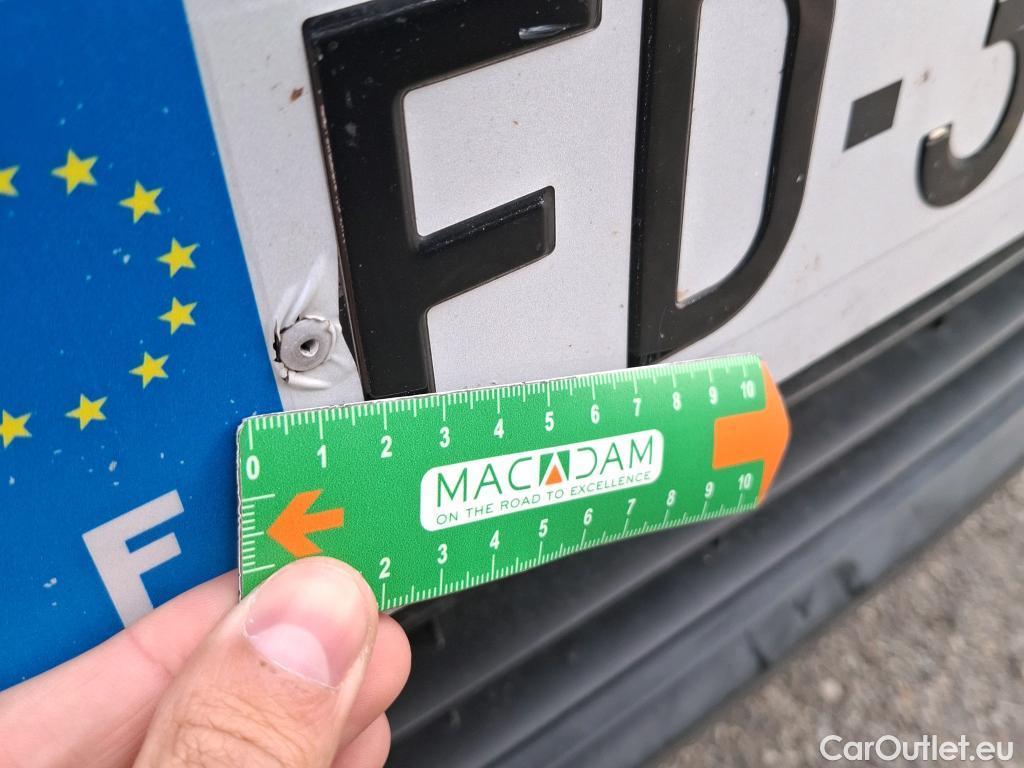 FD-
0 1 2 3 4 5 6 7 8 9 10
MACADAM
ON THE ROAD TO EXCELLENCE
2 3 4 5 6 7 8 9 10
F
CarOutlet.eu